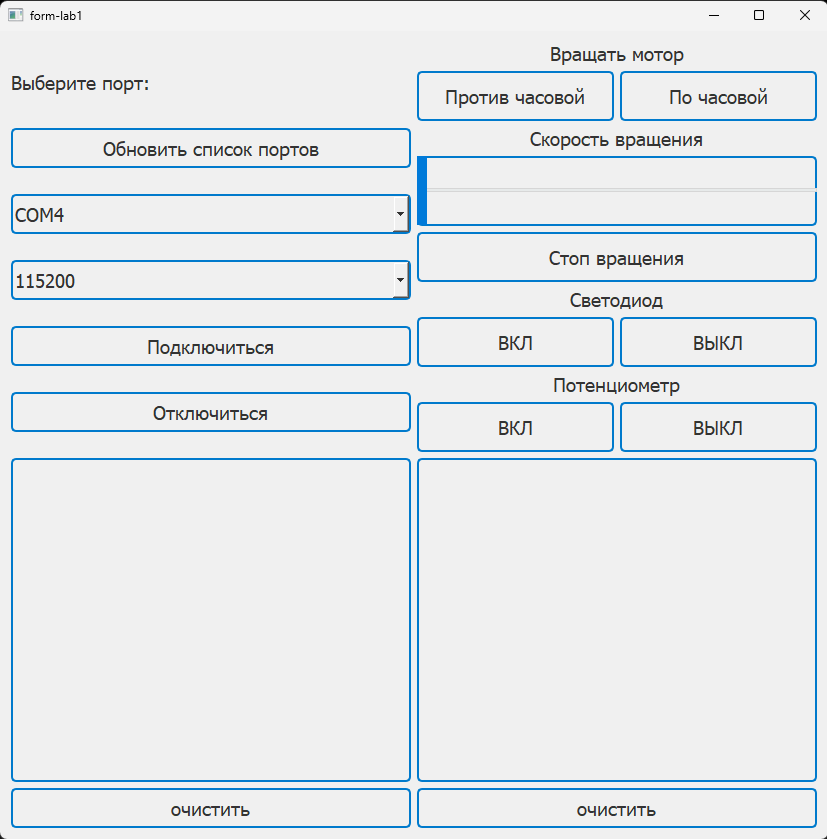 form-lab1
Выберите порт:
Обновить список портов
COM4
115200
Подключиться
Отключиться
очистить
Вращать мотор
Против часовой
По часовой
Скорость вращения
Стоп вращения
Светодиод
ВКЛ
ВЫКЛ
Потенциометр
ВКЛ
ВЫКЛ
очистить